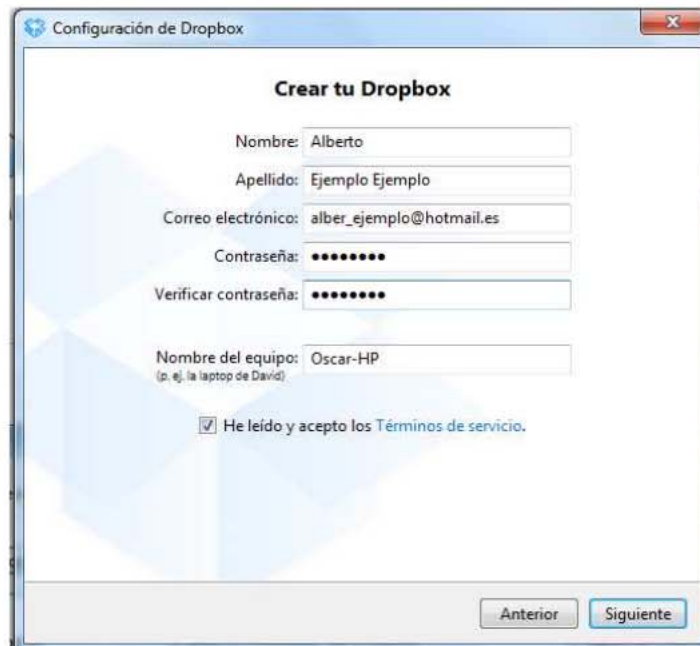 Configuración de Dropbox
Crear tu Dropbox
Nombre: Alberto
Apellido: Ejemplo Ejemplo
Correo electrónico: alber_ejemplo@hotmail.es
Contraseña: ●●●●●●●●
Verificar contraseña: ●●●●●●●●
Nombre del equipo: Oscar-HP
(p. ej. la laptop de David)
He leído y acepto los Términos de servicio.
Anterior Siguiente